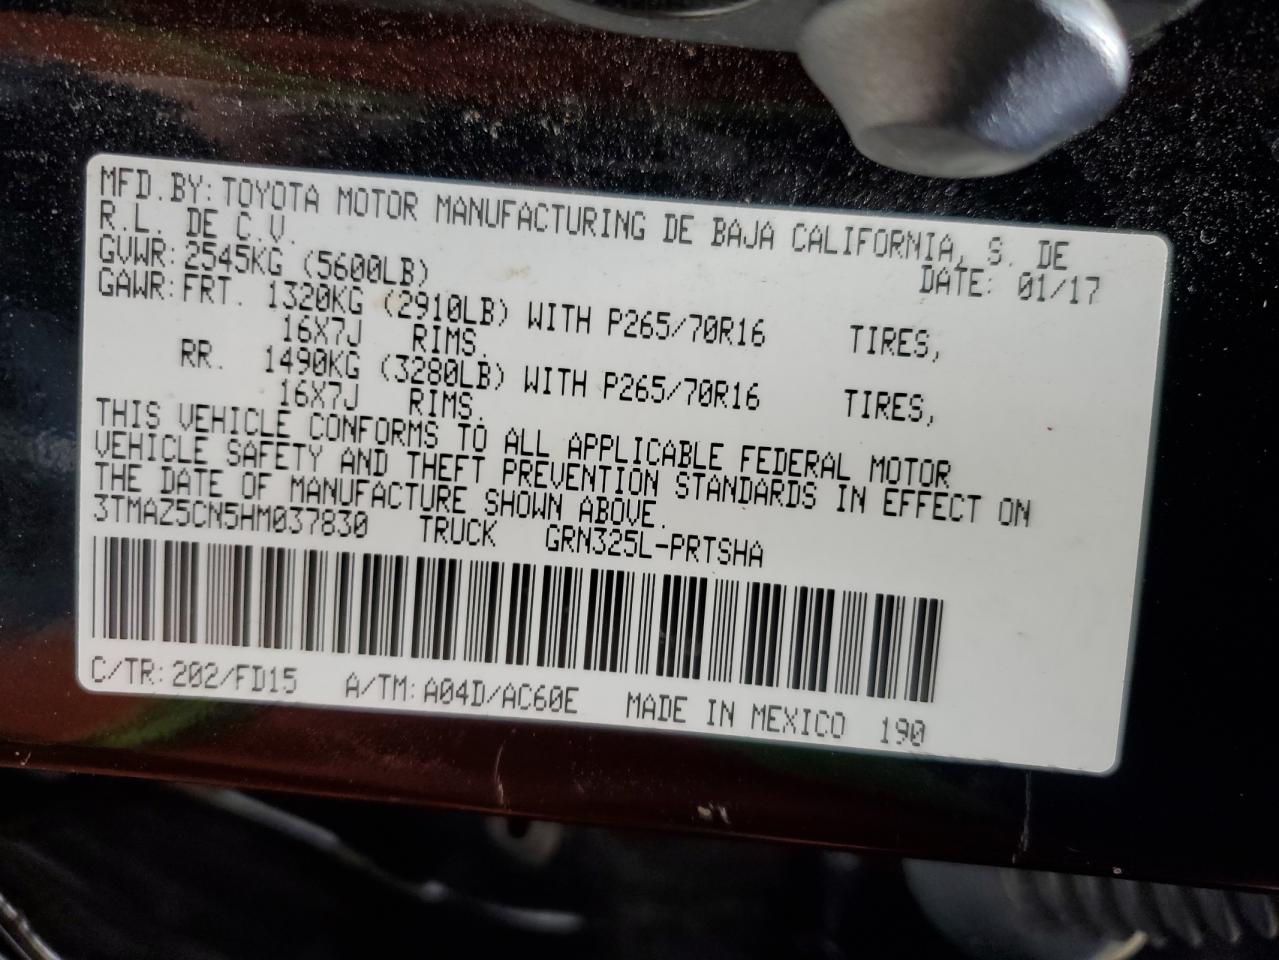 MFD.BY:TOYOTA MOTOR MANUFACTURING DE BAJA CALIFORNIA, S. DE
R.L. DE C.V.
DATE: 01/17
GVWR:2545KG (5600LB)
GAWR:FRT. 1320KG (2910LB) WITH P265/70R16 TIRES,
16X7J RIMS.
RR. 1490KG (3280LB) WITH P265/70R16 TIRES,
16X7J RIMS.
THIS VEHICLE CONFORMS TO ALL APPLICABLE FEDERAL MOTOR
VEHICLE SAFETY AND THEFT PREVENTION STANDARDS IN EFFECT ON
THE DATE OF MANUFACTURE SHOWN ABOVE.
3TMAZ5CN5HM037830 TRUCK GRN325L-PRTSHA
C/TR:202/FD15 A/TM:A04D/AC60E MADE IN MEXICO 190